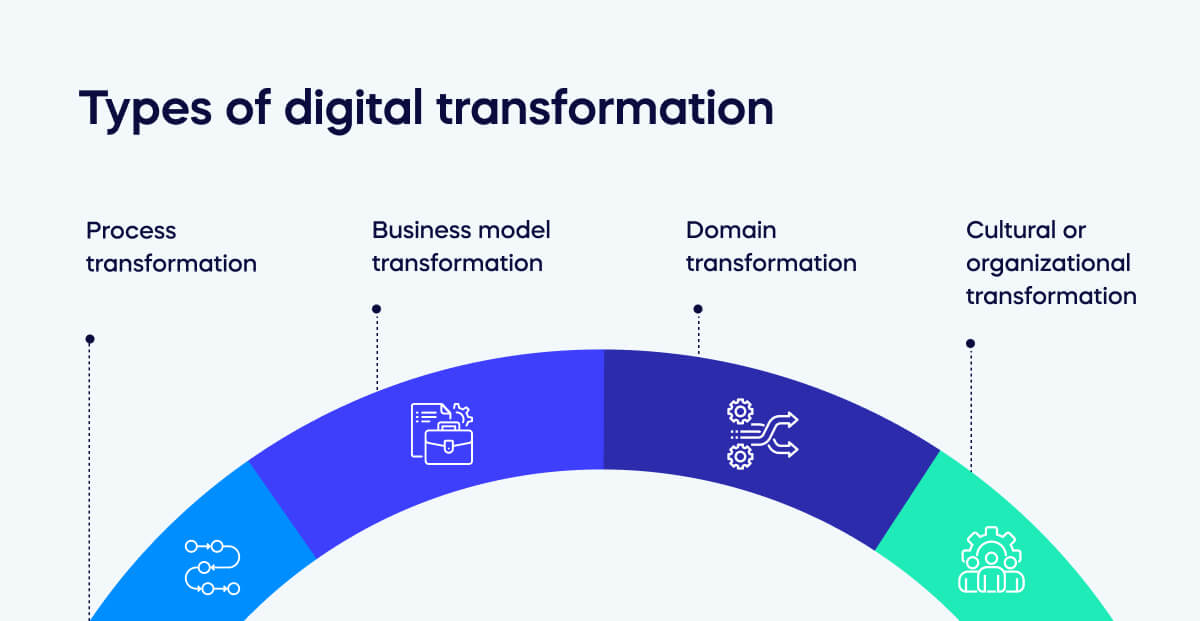 Types of digital transformation
Process
transformation
Business model
transformation
Domain
transformation
Cultural or
organizational
transformation